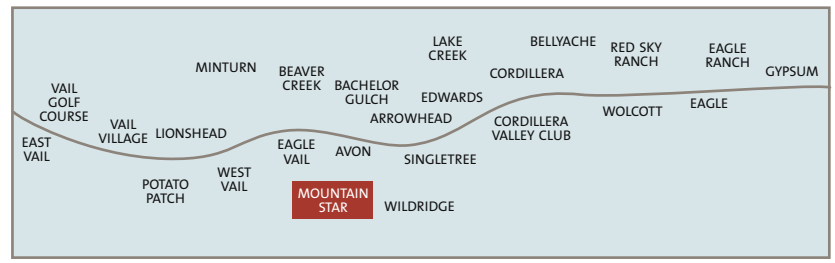 LAKE
CREEK
BELLYACHE
RED SKY
RANCH
EAGLE
RANCH
MINTURN
BEAVER
CREEK
BACHELOR
GULCH
CORDILLERA
GYPSUM
VAIL
GOLF
COURSE
EDWARDS
ARROWHEAD
WOLCOTT
EAGLE
VAIL
VILLAGE
LIONSHEAD
CORDILLERA
VALLEY CLUB
EAST
VAIL
EAGLE
VAIL
AVON
SINGLETREE
POTATO
PATCH
WEST
VAIL
MOUNTAIN
STAR
WILDRIDGE